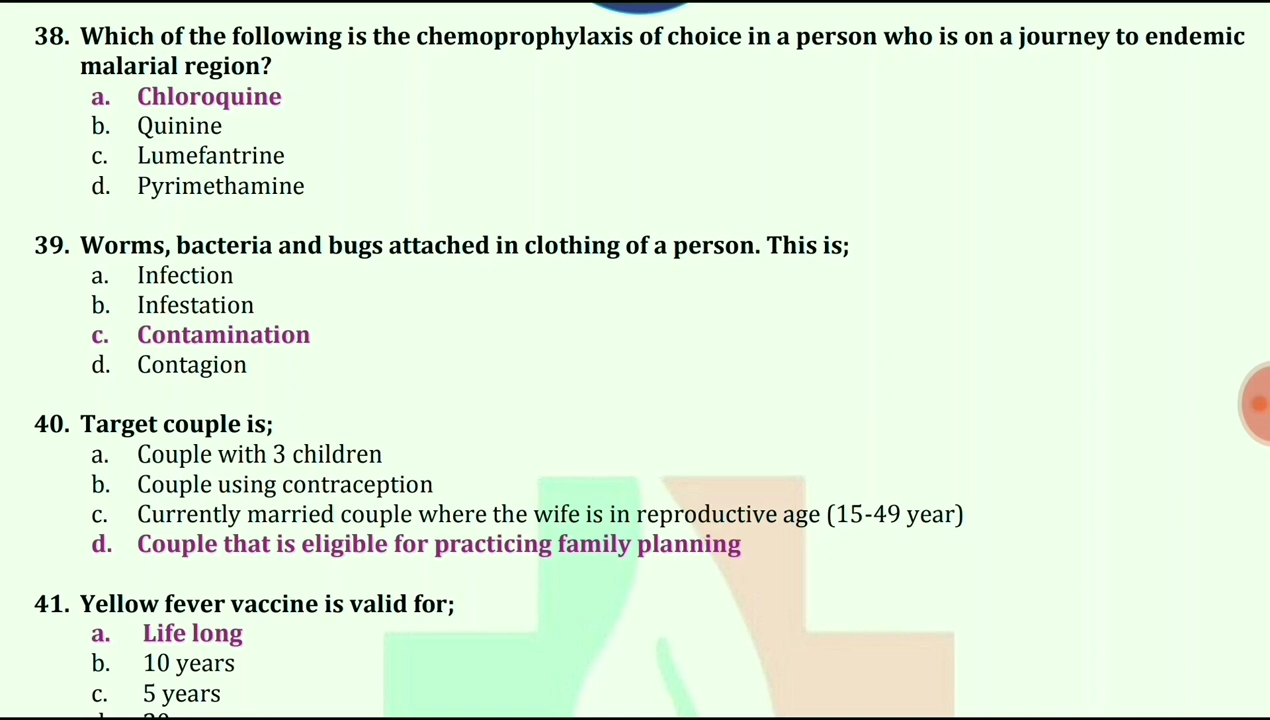 38. Which of the following is the chemoprophylaxis of choice in a person who is on a journey to endemic
malarial region?
a. Chloroquine
b. Quinine
c. Lumefantrine
d. Pyrimethamine
39. Worms, bacteria and bugs attached in clothing of a person. This is;
a. Infection
b. Infestation
c. Contamination
d. Contagion
40. Target couple is;
a. Couple with 3 children
b. Couple using contraception
c. Currently married couple where the wife is in reproductive age (15-49 year)
d. Couple that is eligible for practicing family planning
41. Yellow fever vaccine is valid for;
a. Life long
b. 10 years
c. 5 years